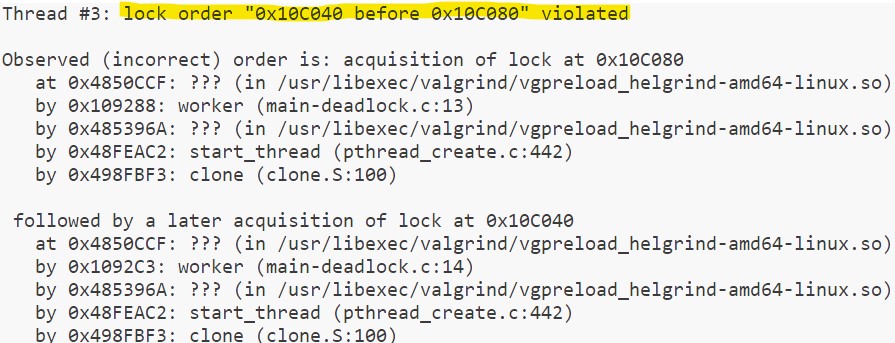 Thread #3: lock order "0x10C040 before 0x10C080" violated
Observed (incorrect) order is: acquisition of lock at 0x10C080
at 0x4850CCF: ??? (in /usr/libexec/valgrind/vgpreload_helgrind-amd64-linux.so)
by 0x109288: worker (main-deadlock.c:13)
by 0x485396A: ??? (in /usr/libexec/valgrind/vgpreload_helgrind-amd64-linux.so)
by 0x48FEAC2: start_thread (pthread_create.c:442)
by 0x498FBF3: clone (clone.S:100)
followed by a later acquisition of lock at 0x10C040
at 0x4850CCF: ??? (in /usr/libexec/valgrind/vgpreload_helgrind-amd64-linux.so)
by 0x1092C3: worker (main-deadlock.c:14)
by 0x485396A: ??? (in /usr/libexec/valgrind/vgpreload_helgrind-amd64-linux.so)
by 0x48FEAC2: start_thread (pthread_create.c:442)
by 0x498FBF3: clone (clone.S:100)